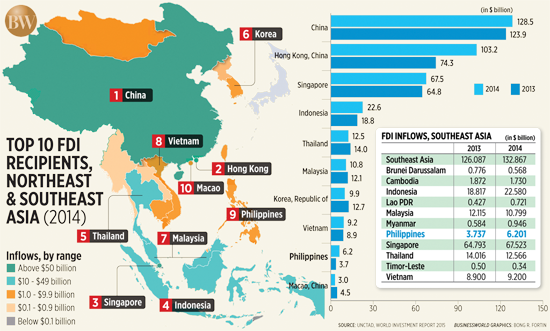 BW
TOP 10 FDI
RECIPIENTS,
NORTHEAST
& SOUTHEAST
ASIA (2014)
Inflows, by range
Above $50 billion
$10 - $49 billion
$1.0 - $9.9 billion
$0.1 - $0.9 billion
Below $0.1 billion
1 China
6 Korea
8 Vietnam
2 Hong Kong
10 Macao
9 Philippines
5 Thailand
7 Malaysia
3 Singapore
4 Indonesia
(in $ billion)
China 128.5
123.9
Hong Kong, China 103.2
74.3
Singapore 67.5
64.8
Indonesia 22.6
18.8
Thailand 12.5
14.0
Malaysia 10.8
12.1
Korea, Republic of 9.9
12.7
Vietnam 9.2
8.9
Philippines 6.2
3.7
Macao, China 3.0
4.5
2014 2013
0 30 60 90 120 150
FDI INFLOWS, SOUTHEAST ASIA (in $ billion)
2013 2014
Southeast Asia 126.087 132.867
Brunei Darussalam 0.776 0.568
Cambodia 1.872 1.730
Indonesia 18.817 22.580
Lao PDR 0.427 0.721
Malaysia 12.115 10.799
Myanmar 0.584 0.946
Philippines 3.737 6.201
Singapore 64.793 67.523
Thailand 14.016 12.566
Timor-Leste 0.50 0.34
Vietnam 8.900 9.200
SOURCE: UNCTAD, WORLD INVESTMENT REPORT 2015 BUSINESSWORLD GRAPHICS: BONG R. FORTIN